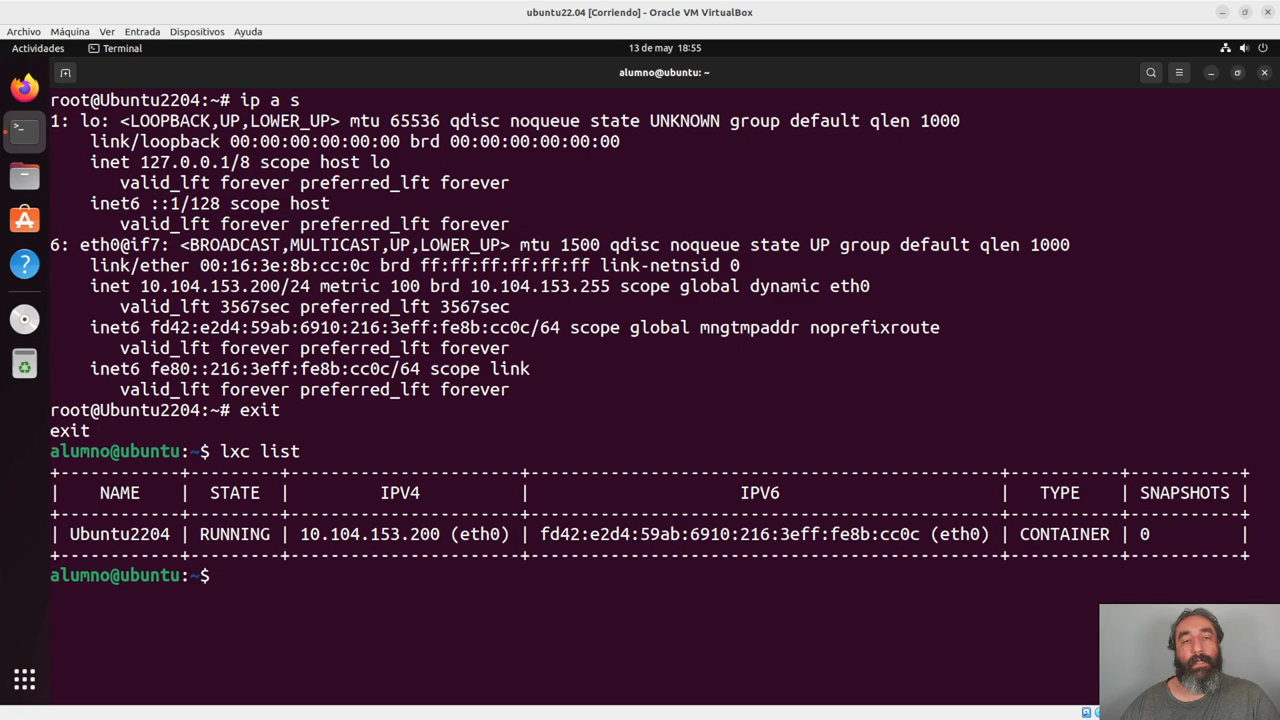 ubuntu22.04 [Corriendo] - Oracle VM VirtualBox
Archivo Máquina Ver Entrada Dispositivos Ayuda
Actividades Terminal 13 de may 18:55
alumno@ubuntu: ~
root@Ubuntu2204:~# ip a s
1: lo: <LOOPBACK,UP,LOWER_UP> mtu 65536 qdisc noqueue state UNKNOWN group default qlen 1000
    link/loopback 00:00:00:00:00:00 brd 00:00:00:00:00:00
    inet 127.0.0.1/8 scope host lo
       valid_lft forever preferred_lft forever
    inet6 ::1/128 scope host
       valid_lft forever preferred_lft forever
6: eth0@if7: <BROADCAST,MULTICAST,UP,LOWER_UP> mtu 1500 qdisc noqueue state UP group default qlen 1000
    link/ether 00:16:3e:8b:cc:0c brd ff:ff:ff:ff:ff:ff link-netnsid 0
    inet 10.104.153.200/24 metric 100 brd 10.104.153.255 scope global dynamic eth0
       valid_lft 3567sec preferred_lft 3567sec
    inet6 fd42:e2d4:59ab:6910:216:3eff:fe8b:cc0c/64 scope global mngtmpaddr noprefixroute
       valid_lft forever preferred_lft forever
    inet6 fe80::216:3eff:fe8b:cc0c/64 scope link
       valid_lft forever preferred_lft forever
root@Ubuntu2204:~# exit
exit
alumno@ubuntu:~$ lxc list
+-----------+---------+-----------------------+-----------------------------------------------+-----------+-----------+
|    NAME    |  STATE  |         IPV4          |                     IPV6                      |   TYPE    | SNAPSHOTS |
+-----------+---------+-----------------------+-----------------------------------------------+-----------+-----------+
| Ubuntu2204 | RUNNING | 10.104.153.200 (eth0) | fd42:e2d4:59ab:6910:216:3eff:fe8b:cc0c (eth0) | CONTAINER | 0         |
+-----------+---------+-----------------------+-----------------------------------------------+-----------+-----------+
alumno@ubuntu:~$